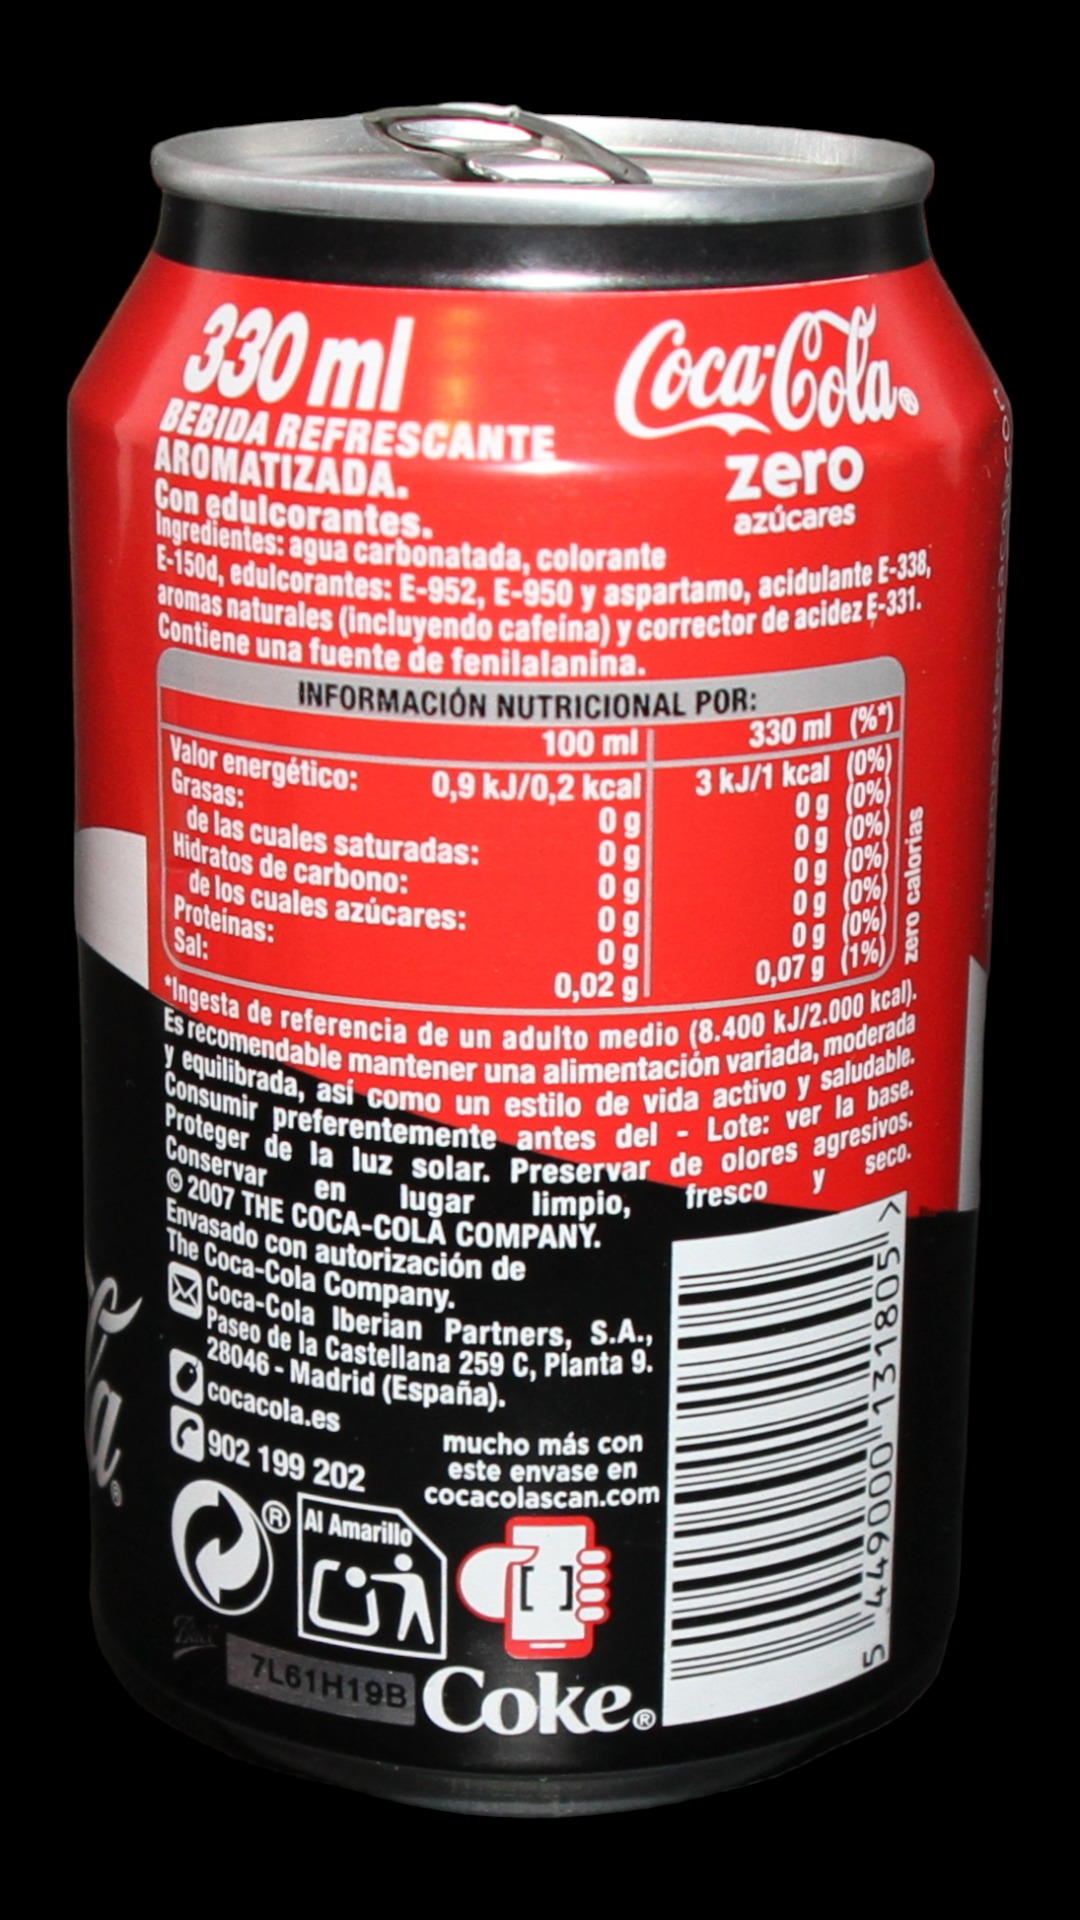 330 ml
BEBIDA REFRESCANTE
AROMATIZADA.
Con edulcorantes.
Coca-Cola®
zero
azúcares
Ingredientes: agua carbonatada, colorante
E-150d, edulcorantes: E-952, E-950 y aspartamo, acidulante E-338,
aromas naturales (incluyendo cafeína) y corrector de acidez E-331.
Contiene una fuente de fenilalanina.
INFORMACIÓN NUTRICIONAL POR:
100 ml 330 ml (%*)
Valor energético: 0,9 kJ/0,2 kcal 3 kJ/1 kcal (0%)
Grasas: 0 g 0 g (0%)
de las cuales saturadas: 0 g 0 g (0%)
Hidratos de carbono: 0 g 0 g (0%)
de los cuales azúcares: 0 g 0 g (0%)
Proteínas: 0 g 0 g (0%)
Sal: 0,02 g 0,07 g (1%)
zero calorías
*Ingesta de referencia de un adulto medio (8.400 kJ/2.000 kcal).
Es recomendable mantener una alimentación variada, moderada
y equilibrada, así como un estilo de vida activo y saludable.
Consumir preferentemente antes del - Lote: ver la base.
Proteger de la luz solar. Preservar de olores agresivos.
Conservar en lugar limpio, fresco y seco.
© 2007 THE COCA-COLA COMPANY.
Envasado con autorización de
The Coca-Cola Company.
Coca-Cola Iberian Partners, S.A.,
Paseo de la Castellana 259 C, Planta 9.
28046 - Madrid (España).
cocacola.es
902 199 202
mucho más con
este envase en
cocacolascan.com
®
Al Amarillo
Ball
7L61H19B
Coke®
5 449000 131805 >
la®